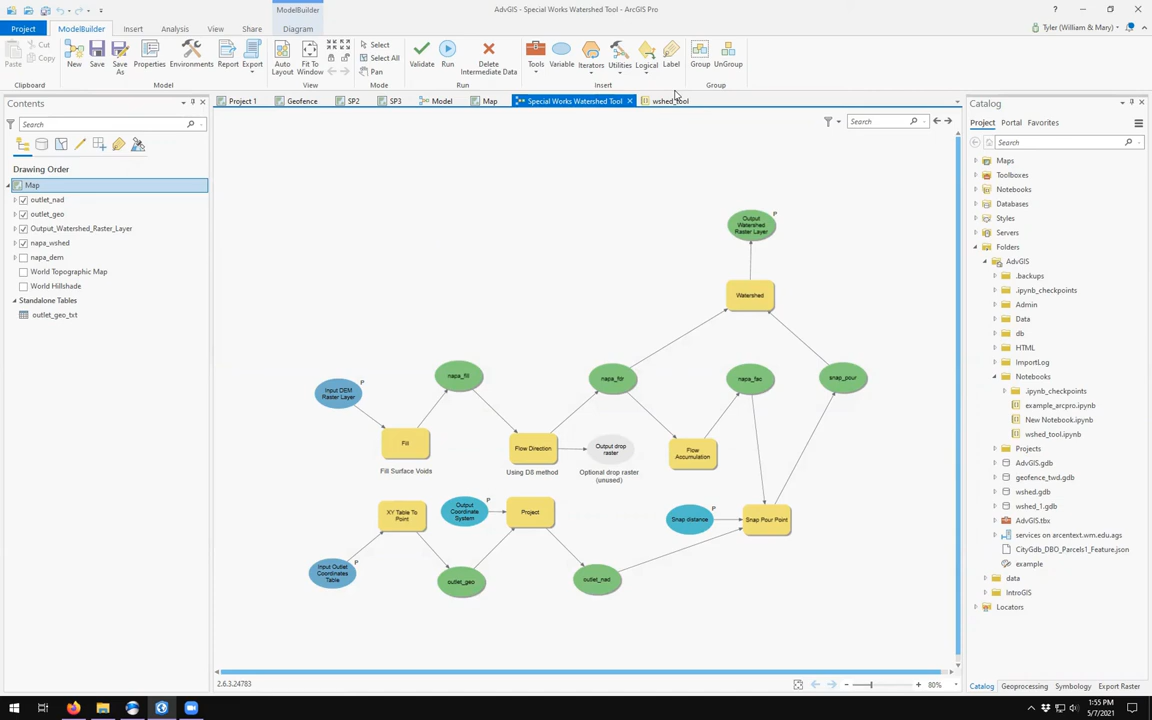 ModelBuilder
AdvGIS - Special Works Watershed Tool - ArcGIS Pro
?
Tyler (William & Mary)
Project
ModelBuilder
Insert
Analysis
View
Share
Diagram
Paste
Cut
Copy
New
Save
Save As
Properties
Environments
Report
Export
Auto Layout
Fit To Window
Select
Select All
Pan
Validate
Run
Delete Intermediate Data
Tools
Variable
Iterators
Utilities
Logical
Label
Group
UnGroup
Model
View
Mode
Run
Insert
Group
Contents
Search
Drawing Order
Map
outlet_nad
outlet_geo
Output_Watershed_Raster_Layer
napa_wshed
napa_dem
World Topographic Map
World Hillshade
Standalone Tables
outlet_geo_txt
Project 1
Geofence
SP2
SP3
Model
Map
Special Works Watershed Tool
wshed_tool
Search
Output
Watershed
Raster Layer
P
Watershed
Input DEM
Raster Layer
P
napa_fill
napa_fdr
napa_fac
snap_pour
Fill
Fill Surface Voids
Flow Direction
Using D8 method
Output drop
raster
Optional drop raster
(unused)
Flow
Accumulation
XY Table To
Point
Output
Coordinate
System
P
Project
Snap distance
P
Snap Pour Point
Input Outlet
Coordinates
Table
P
outlet_geo
outlet_nad
2.6.3.24783
80%
Catalog
Project
Portal
Favorites
Search
Maps
Toolboxes
Notebooks
Databases
Styles
Servers
Folders
AdvGIS
.backups
.ipynb_checkpoints
Admin
Data
db
HTML
ImportLog
Notebooks
.ipynb_checkpoints
example_arcpro.ipynb
New Notebook.ipynb
wshed_tool.ipynb
Projects
AdvGIS.gdb
geofence_twd.gdb
wshed.gdb
wshed_1.gdb
AdvGIS.tbx
services on arcentext.wm.edu.ags
CityGdb_DBO_Parcels1_Feature.json
example
data
IntroGIS
Locators
Catalog
Geoprocessing
Symbology
Export Raster
1:55 PM
5/7/2021